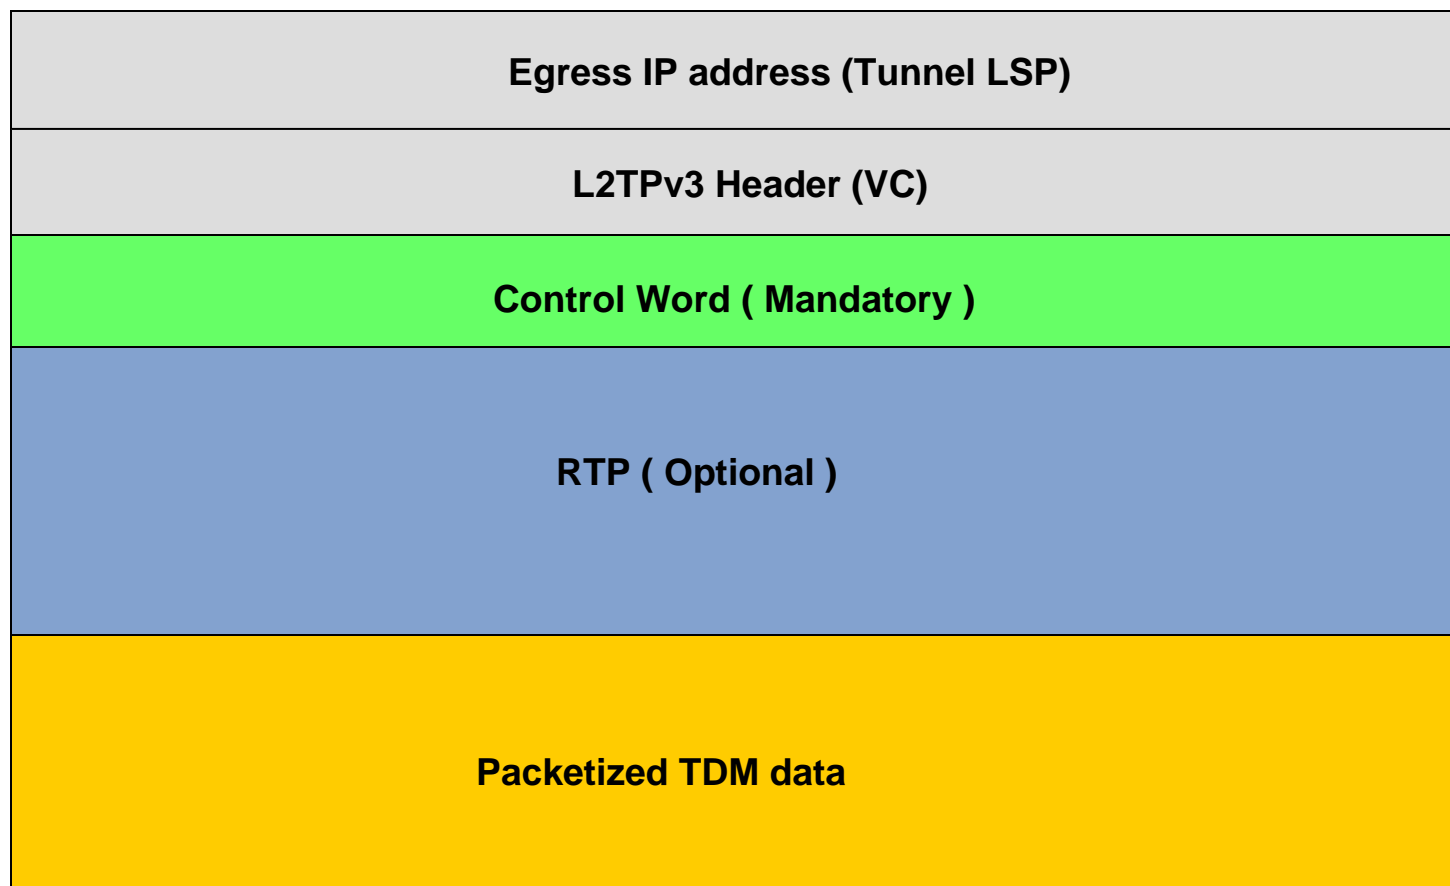 Egress IP address (Tunnel LSP)
L2TPv3 Header (VC)
Control Word ( Mandatory )
RTP ( Optional )
Packetized TDM data